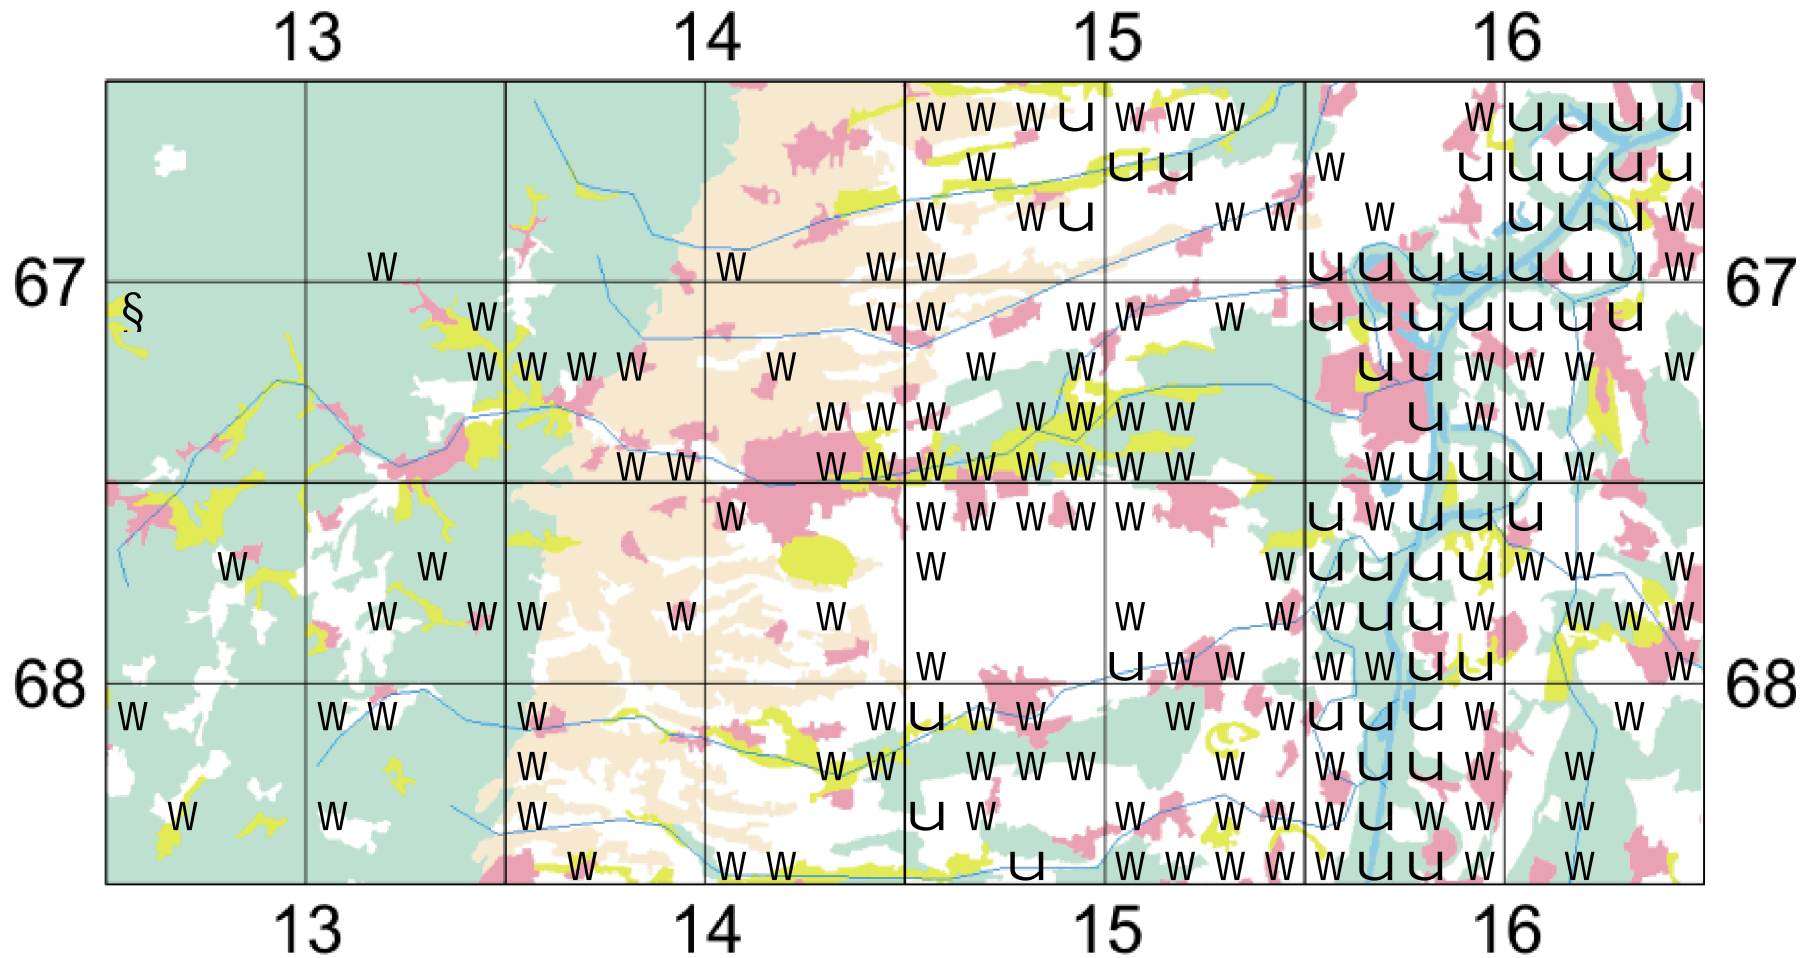 13 14 15 16
W W W u W W W W u u u u
W u u W u u u u u
W W u W W W u u u W
W W W W u u u u u u u W
67 67
§ W W W W W W u u u u u u u
W W W W W W W u u W W W W
W W W W W W W W u W W
W W W W W W W W W W W u u u W
W W W W W W u W u u u
W W W W u u u u W W W
W W W W W W W W u u W W W W
W u W W W W u u W
68 68
W W W W W u W W W W u u u W W
W W W W W W W W u u W W
W W W u W W W W W u W W W
W W W u W W W W W u u W W
13 14 15 16